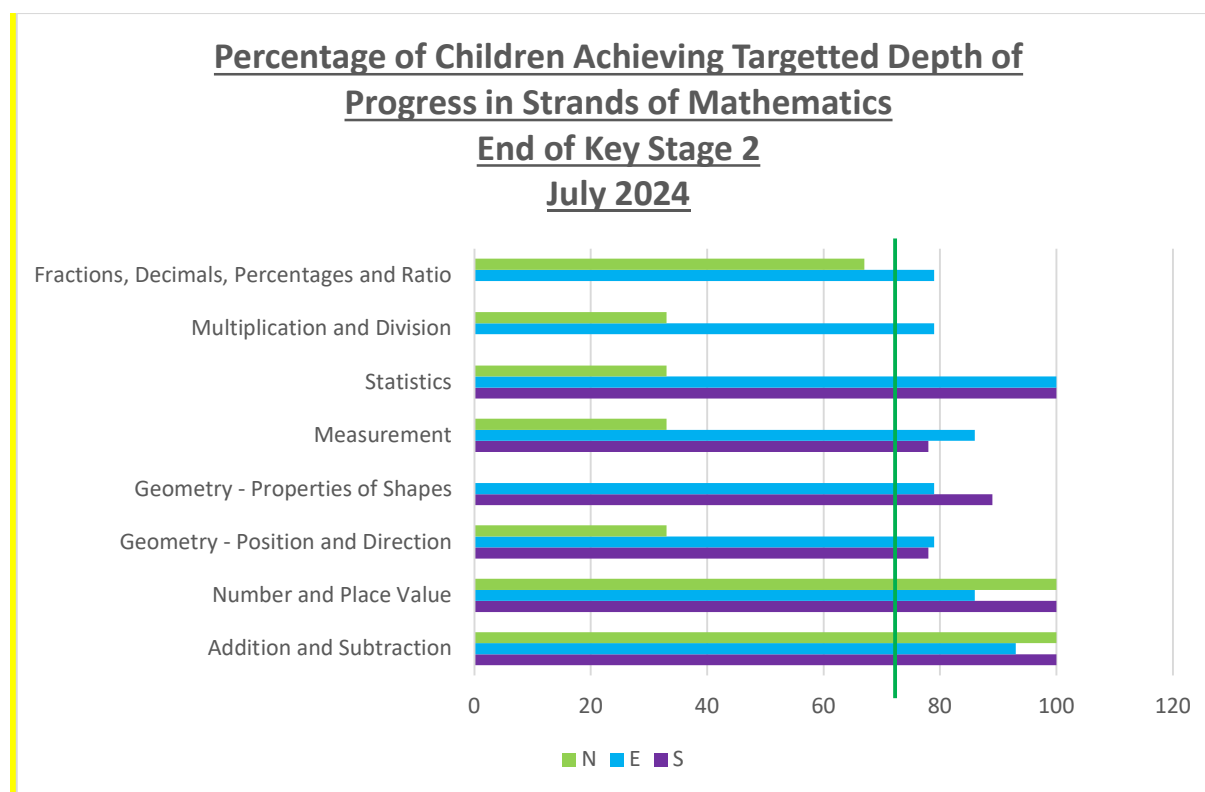 Percentage of Children Achieving Targetted Depth of
Progress in Strands of Mathematics
End of Key Stage 2
July 2024
Fractions, Decimals, Percentages and Ratio
Multiplication and Division
Statistics
Measurement
Geometry - Properties of Shapes
Geometry - Position and Direction
Number and Place Value
Addition and Subtraction
0 20 40 60 80 100 120
N E S